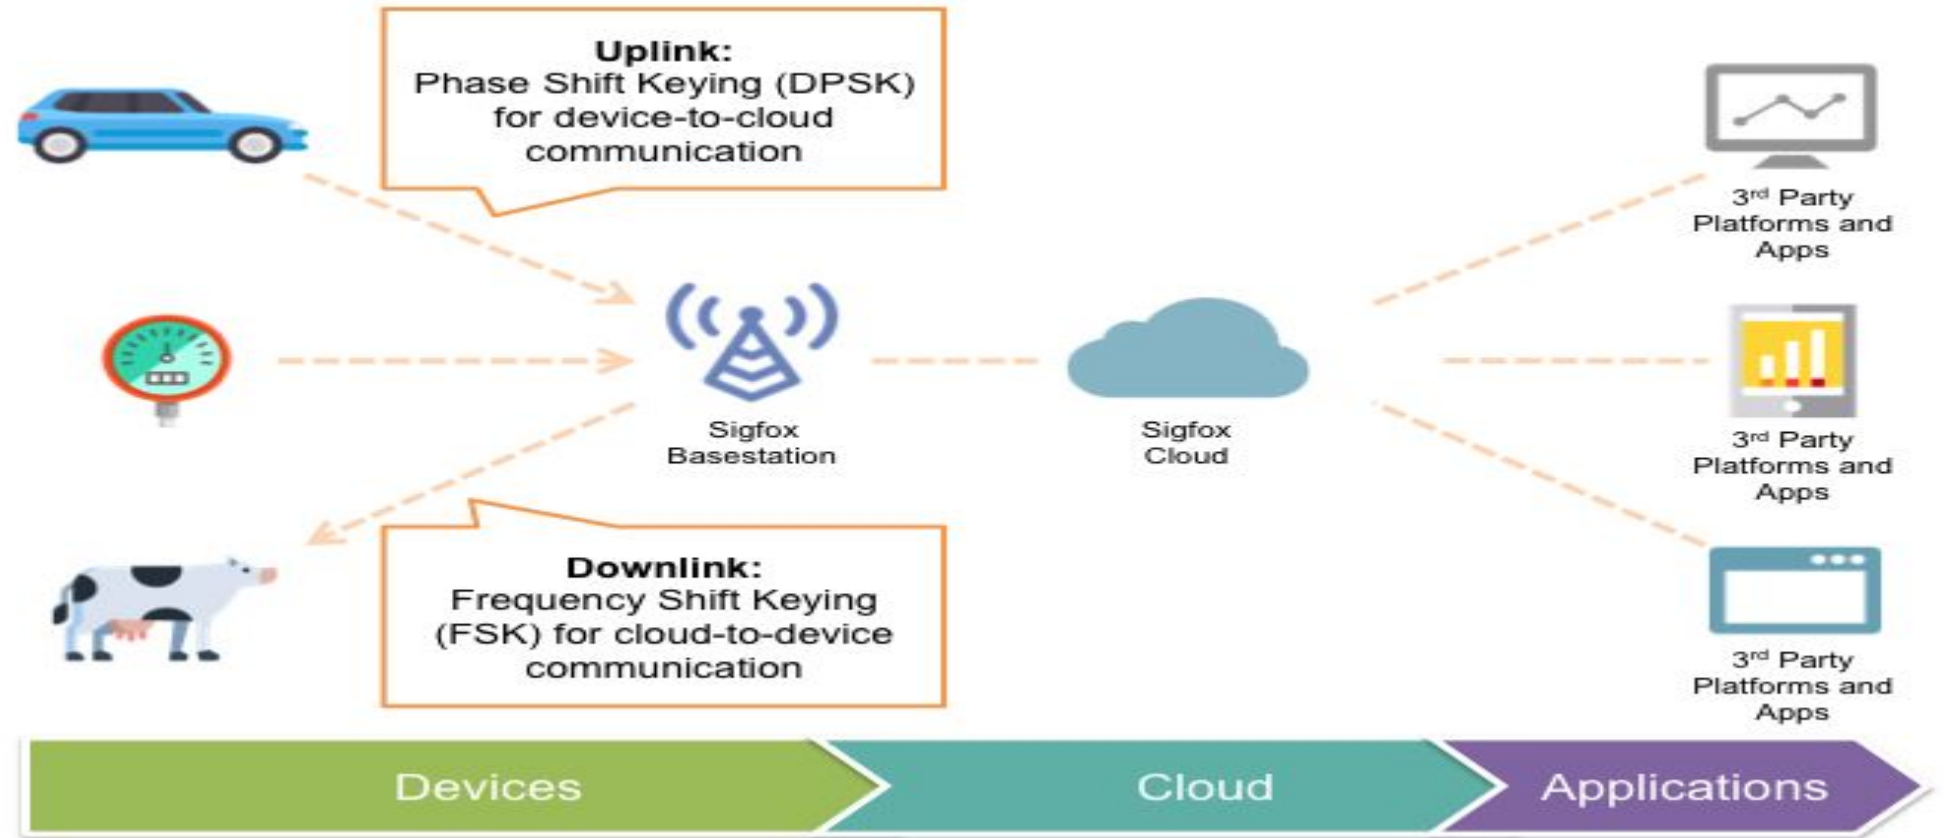 Uplink:
Phase Shift Keying (DPSK)
for device-to-cloud
communication
3rd Party
Platforms and
Apps
Sigfox
Basestation
Sigfox
Cloud
3rd Party
Platforms and
Apps
Downlink:
Frequency Shift Keying
(FSK) for cloud-to-device
communication
3rd Party
Platforms and
Apps
Devices
Cloud
Applications